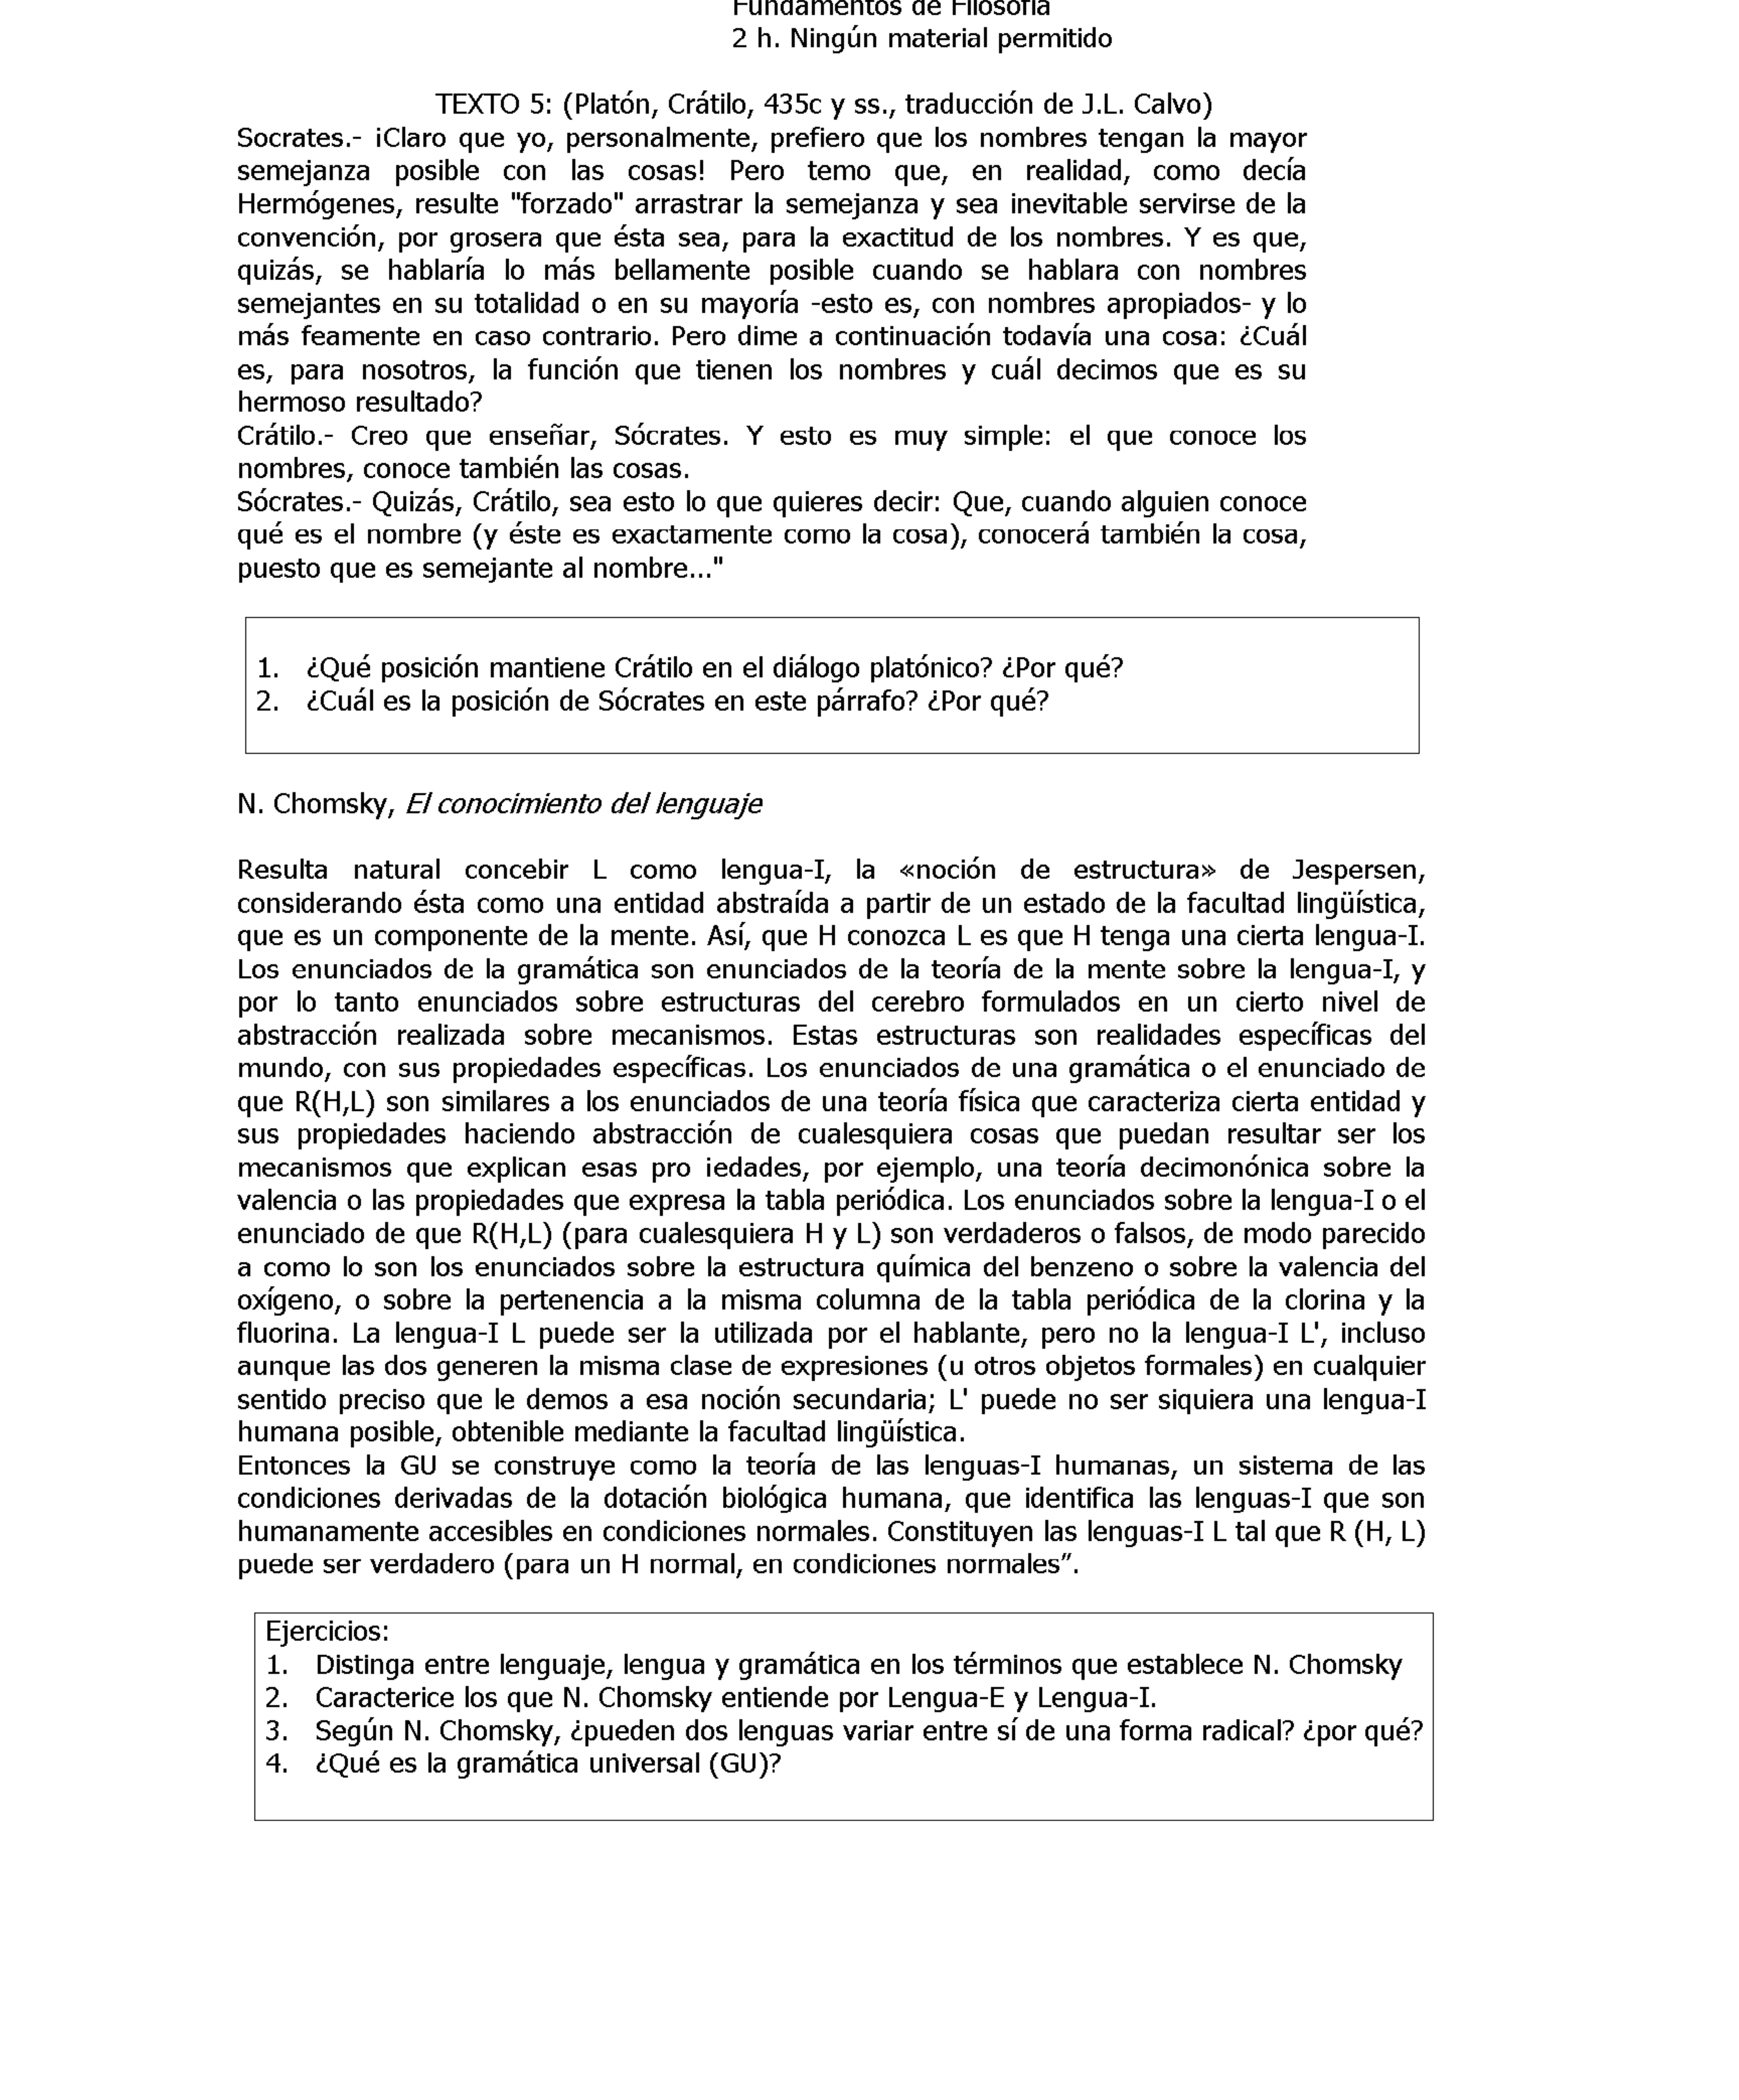 Fundamentos de Filosofía
2 h. Ningún material permitido
TEXTO 5: (Platón, Crátilo, 435c y ss., traducción de J.L. Calvo)
Socrates.- ¡Claro que yo, personalmente, prefiero que los nombres tengan la mayor
semejanza posible con las cosas! Pero temo que, en realidad, como decía
Hermógenes, resulte "forzado" arrastrar la semejanza y sea inevitable servirse de la
convención, por grosera que ésta sea, para la exactitud de los nombres. Y es que,
quizás, se hablaría lo más bellamente posible cuando se hablara con nombres
semejantes en su totalidad o en su mayoría -esto es, con nombres apropiados- y lo
más feamente en caso contrario. Pero dime a continuación todavía una cosa: ¿Cuál
es, para nosotros, la función que tienen los nombres y cuál decimos que es su
hermoso resultado?
Crátilo.- Creo que enseñar, Sócrates. Y esto es muy simple: el que conoce los
nombres, conoce también las cosas.
Sócrates.- Quizás, Crátilo, sea esto lo que quieres decir: Que, cuando alguien conoce
qué es el nombre (y éste es exactamente como la cosa), conocerá también la cosa,
puesto que es semejante al nombre..."
1. ¿Qué posición mantiene Crátilo en el diálogo platónico? ¿Por qué?
2. ¿Cuál es la posición de Sócrates en este párrafo? ¿Por qué?
N. Chomsky, El conocimiento del lenguaje
Resulta natural concebir L como lengua-I, la «noción de estructura» de Jespersen,
considerando ésta como una entidad abstraída a partir de un estado de la facultad lingüística,
que es un componente de la mente. Así, que H conozca L es que H tenga una cierta lengua-I.
Los enunciados de la gramática son enunciados de la teoría de la mente sobre la lengua-I, y
por lo tanto enunciados sobre estructuras del cerebro formulados en un cierto nivel de
abstracción realizada sobre mecanismos. Estas estructuras son realidades específicas del
mundo, con sus propiedades específicas. Los enunciados de una gramática o el enunciado de
que R(H,L) son similares a los enunciados de una teoría física que caracteriza cierta entidad y
sus propiedades haciendo abstracción de cualesquiera cosas que puedan resultar ser los
mecanismos que explican esas pro iedades, por ejemplo, una teoría decimonónica sobre la
valencia o las propiedades que expresa la tabla periódica. Los enunciados sobre la lengua-I o el
enunciado de que R(H,L) (para cualesquiera H y L) son verdaderos o falsos, de modo parecido
a como lo son los enunciados sobre la estructura química del benzeno o sobre la valencia del
oxígeno, o sobre la pertenencia a la misma columna de la tabla periódica de la clorina y la
fluorina. La lengua-I L puede ser la utilizada por el hablante, pero no la lengua-I L', incluso
aunque las dos generen la misma clase de expresiones (u otros objetos formales) en cualquier
sentido preciso que le demos a esa noción secundaria; L' puede no ser siquiera una lengua-I
humana posible, obtenible mediante la facultad lingüística.
Entonces la GU se construye como la teoría de las lenguas-I humanas, un sistema de las
condiciones derivadas de la dotación biológica humana, que identifica las lenguas-I que son
humanamente accesibles en condiciones normales. Constituyen las lenguas-I L tal que R (H, L)
puede ser verdadero (para un H normal, en condiciones normales”.
Ejercicios:
1. Distinga entre lenguaje, lengua y gramática en los términos que establece N. Chomsky
2. Caracterice los que N. Chomsky entiende por Lengua-E y Lengua-I.
3. Según N. Chomsky, ¿pueden dos lenguas variar entre sí de una forma radical? ¿por qué?
4. ¿Qué es la gramática universal (GU)?